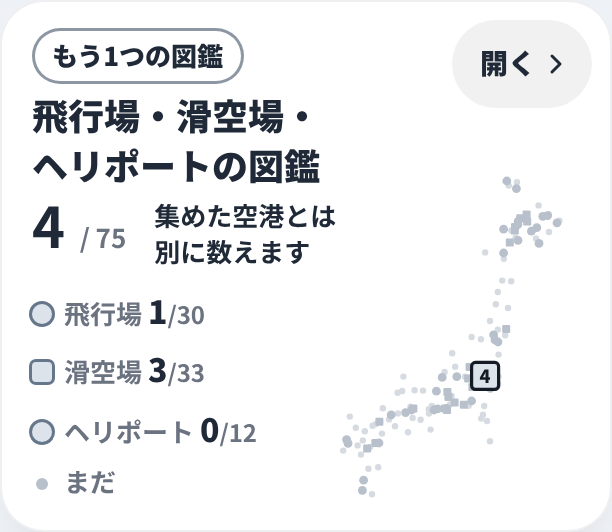 もう1つの図鑑
開く
飛行場・滑空場・
ヘリポートの図鑑
4 / 75
集めた空港とは
別に数えます
飛行場 1/30
滑空場 3/33
ヘリポート 0/12
まだ
4